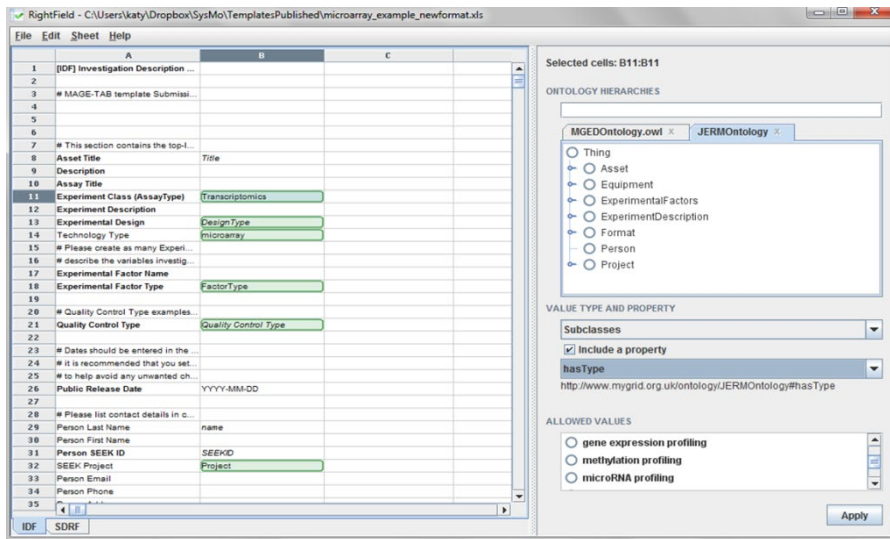 RightField - C:\Users\katy\Dropbox\SysMo\TemplatesPublished\microarray_example_newformat.xls
File Edit Sheet Help
A B C
1 [IDF] Investigation Description ...
2
3 # MAGE-TAB template Submissi...
4
5
6
7 # This section contains the top-l...
8 Asset Title Title
9 Description
10 Assay Title
11 Experiment Class (AssayType) Transcriptomics
12 Experiment Description
13 Experimental Design DesignType
14 Technology Type microarray
15 # Please create as many Experi...
16 # describe the variables investig...
17 Experimental Factor Name
18 Experimental Factor Type FactorType
19
20 # Quality Control Type examples...
21 Quality Control Type Quality Control Type
22
23 # Dates should be entered in the ...
24 # it is recommended that you set...
25 # to help avoid any unwanted ch...
26 Public Release Date YYYY-MM-DD
27
28 # Please list contact details in c...
29 Person Last Name name
30 Person First Name
31 Person SEEK ID SEEKID
32 SEEK Project Project
33 Person Email
34 Person Phone
35
IDF SDRF
Selected cells: B11:B11
ONTOLOGY HIERARCHIES
MGEDOntology.owl x JERMOntology x
Thing
Asset
Equipment
ExperimentalFactors
ExperimentDescription
Format
Person
Project
VALUE TYPE AND PROPERTY
Subclasses
Include a property
hasType
http://www.mygrid.org.uk/ontology/JERMOntology#hasType
ALLOWED VALUES
gene expression profiling
methylation profiling
microRNA profiling
Apply